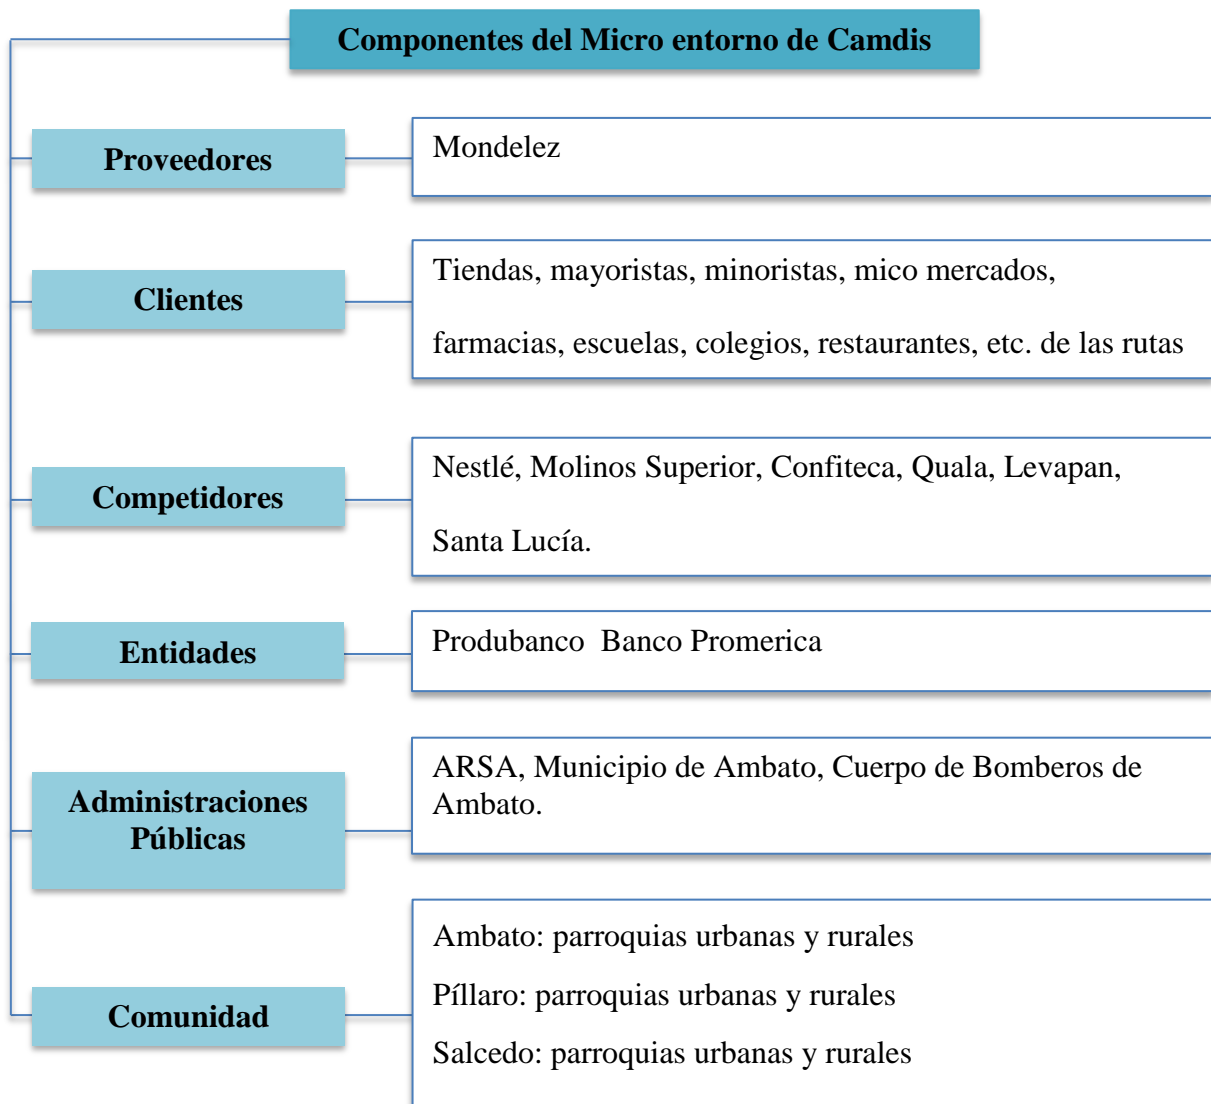 Componentes del Micro entorno de Camdis
Proveedores
Mondelez
Clientes
Tiendas, mayoristas, minoristas, mico mercados,
farmacias, escuelas, colegios, restaurantes, etc. de las rutas
Competidores
Nestlé, Molinos Superior, Confiteca, Quala, Levapan,
Santa Lucía.
Entidades
Produbanco  Banco Promerica
Administraciones
Públicas
ARSA, Municipio de Ambato, Cuerpo de Bomberos de
Ambato.
Comunidad
Ambato: parroquias urbanas y rurales
Píllaro: parroquias urbanas y rurales
Salcedo: parroquias urbanas y rurales